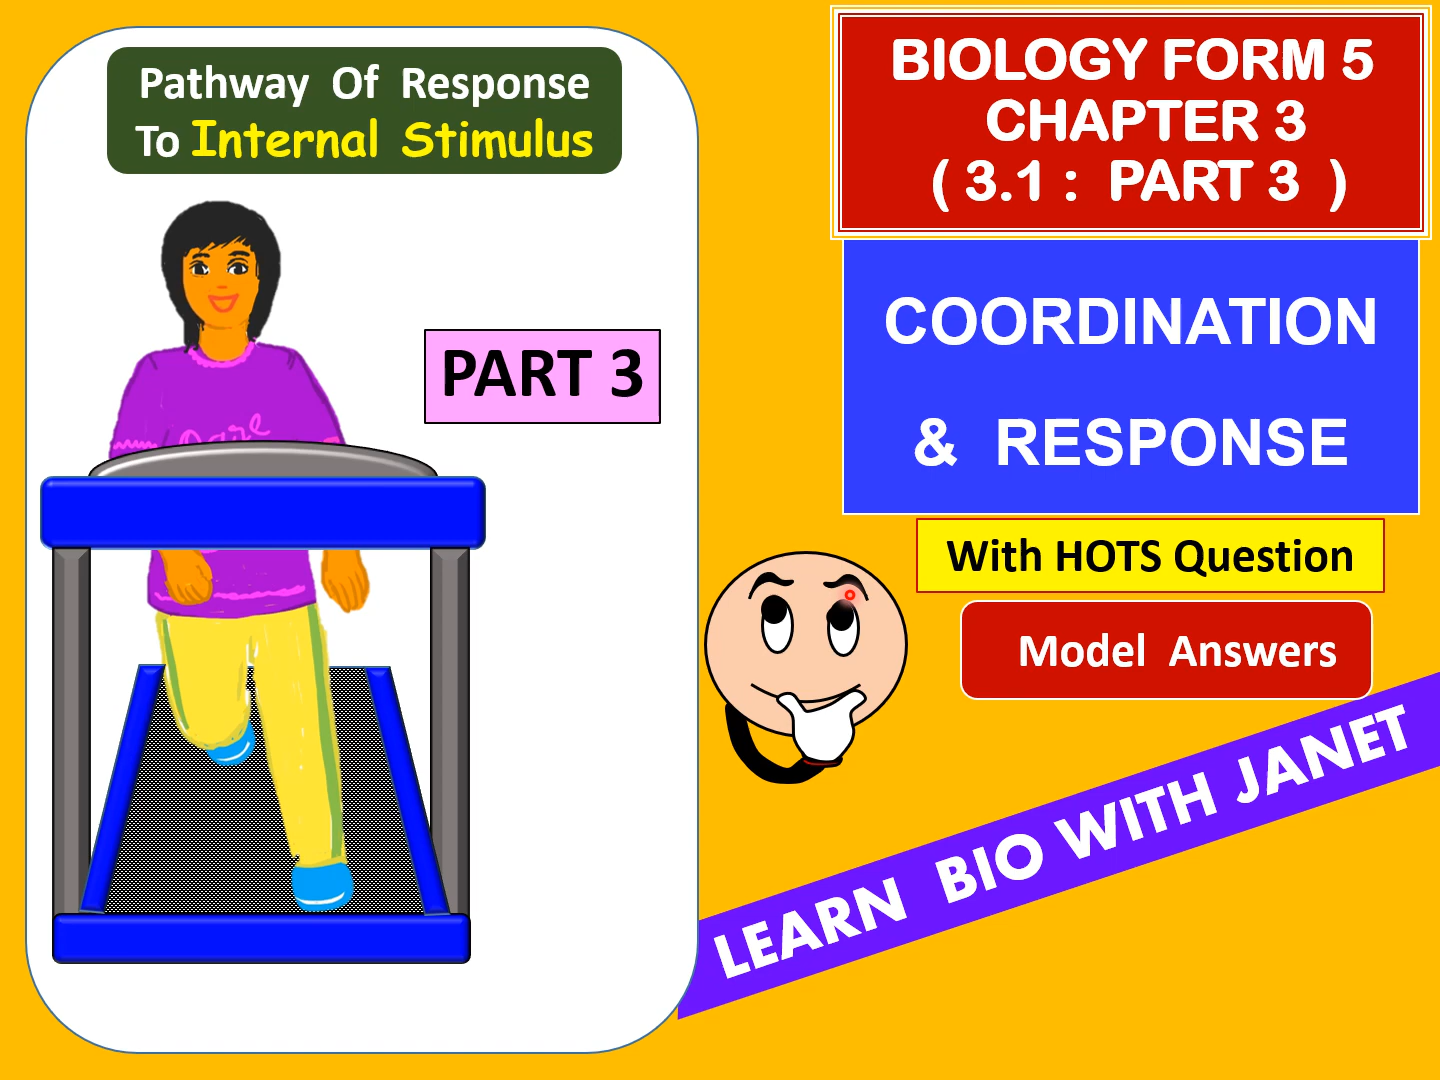 Pathway Of Response
To Internal Stimulus
PART 3
BIOLOGY FORM 5
CHAPTER 3
( 3.1 : PART 3 )
COORDINATION
& RESPONSE
With HOTS Question
Model Answers
LEARN BIO WITH JANET